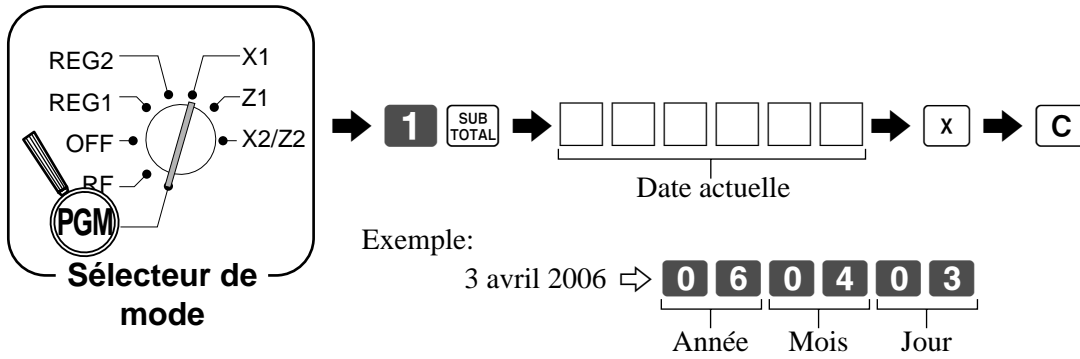 REG2
X1
REG1
Z1
OFF
X2/Z2
RF
PGM
Sélecteur de
mode
1 SUB
TOTAL
X
C
Date actuelle
Exemple:
3 avril 2006 0 6 0 4 0 3
Année Mois Jour